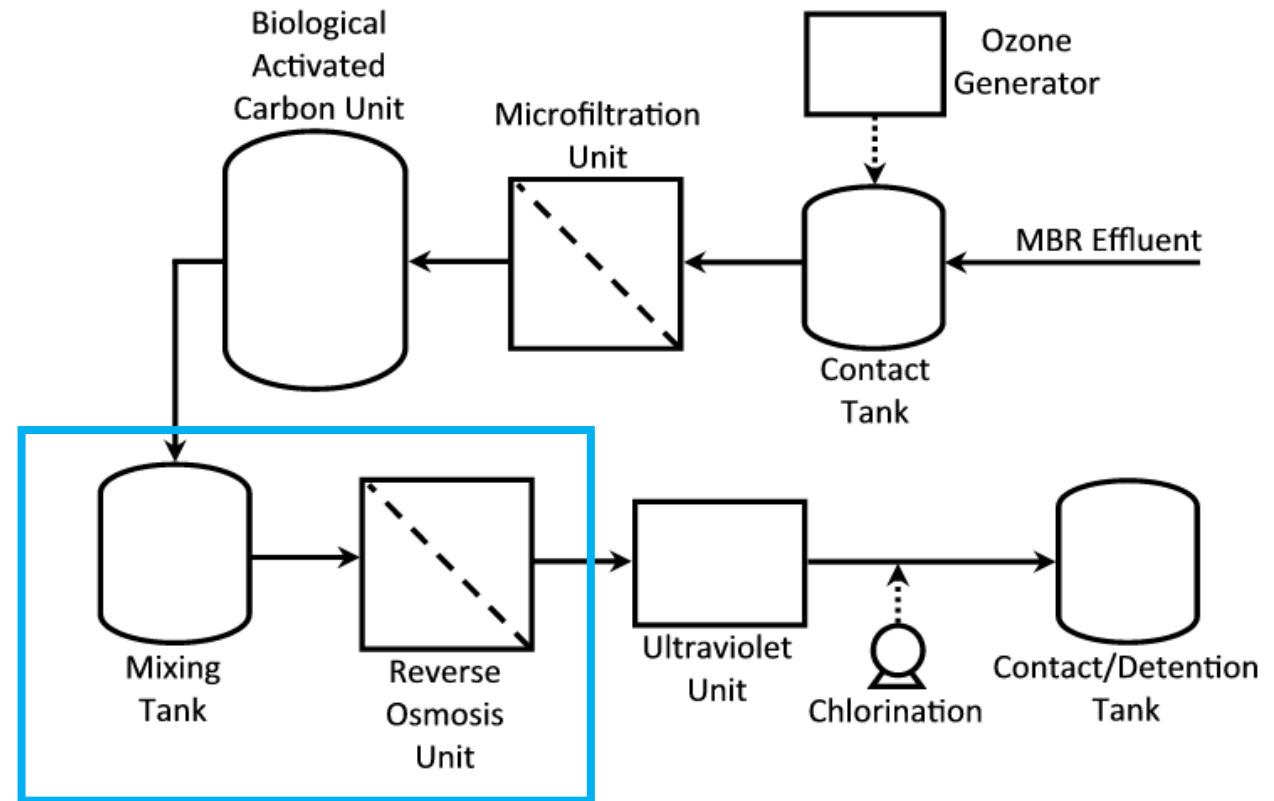 Biological
Activated
Carbon Unit
Microfiltration
Unit
Ozone
Generator
MBR Effluent
Contact
Tank
Mixing
Tank
Reverse
Osmosis
Unit
Ultraviolet
Unit
Chlorination
Contact/Detention
Tank